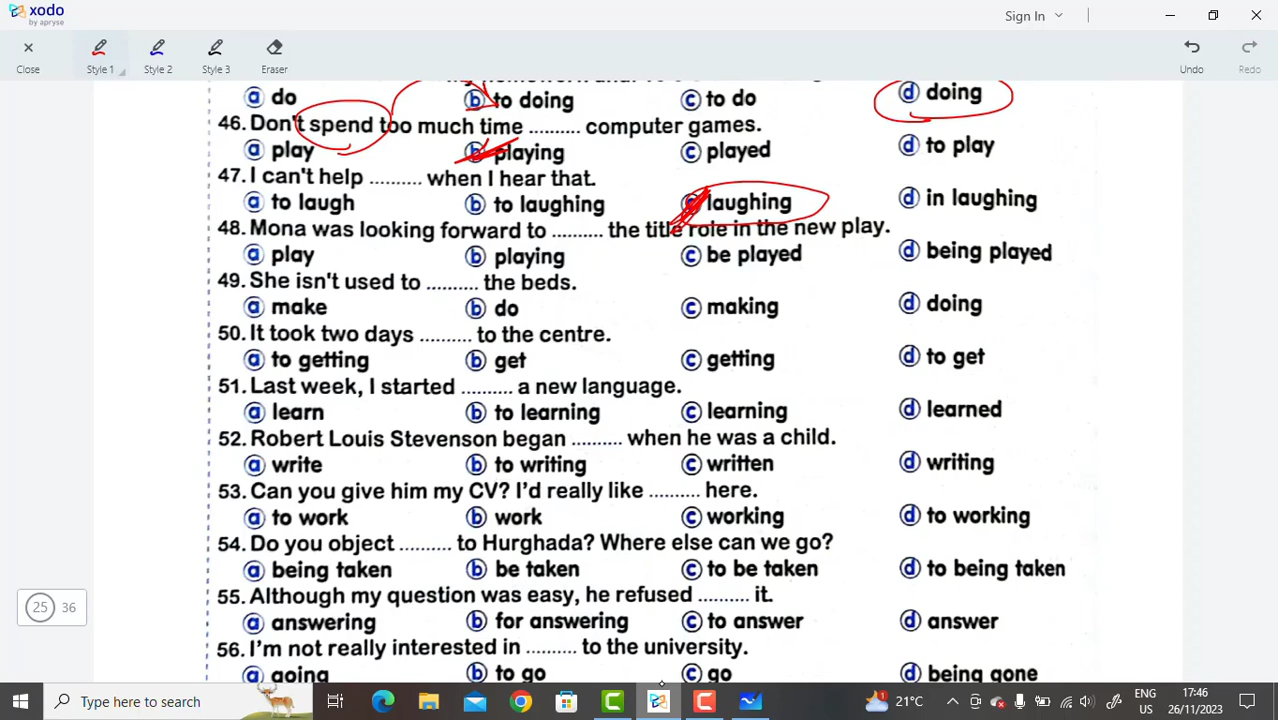 xodo
by apryse
Sign In
Close
Style 1
Style 2
Style 3
Eraser
Undo
Redo
a do b to doing c to do d doing
46. Don't spend too much time .......... computer games.
a play b playing c played d to play
47. I can't help .......... when I hear that.
a to laugh b to laughing c laughing d in laughing
48. Mona was looking forward to .......... the title role in the new play.
a play b playing c be played d being played
49. She isn't used to .......... the beds.
a make b do c making d doing
50. It took two days .......... to the centre.
a to getting b get c getting d to get
51. Last week, I started .......... a new language.
a learn b to learning c learning d learned
52. Robert Louis Stevenson began .......... when he was a child.
a write b to writing c written d writing
53. Can you give him my CV? I'd really like .......... here.
a to work b work c working d to working
54. Do you object .......... to Hurghada? Where else can we go?
a being taken b be taken c to be taken d to being taken
55. Although my question was easy, he refused .......... it.
a answering b for answering c to answer d answer
56. I'm not really interested in .......... to the university.
a going b to go c go d being gone
25 36
Type here to search
1
21°C
ENG
17:46
26/11/2023